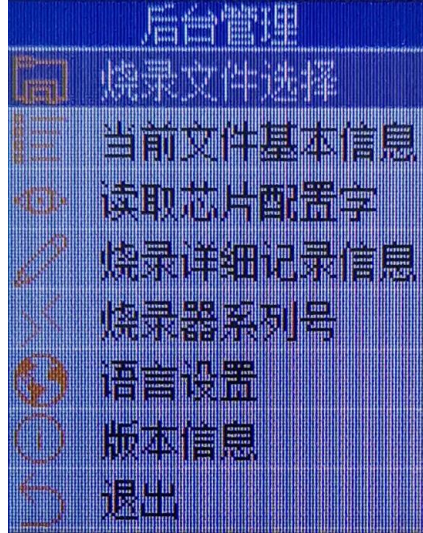 后台管理
烧录文件选择
当前文件基本信息
读取芯片配置字
烧录详细记录信息
烧录器系列号
语言设置
版本信息
退出